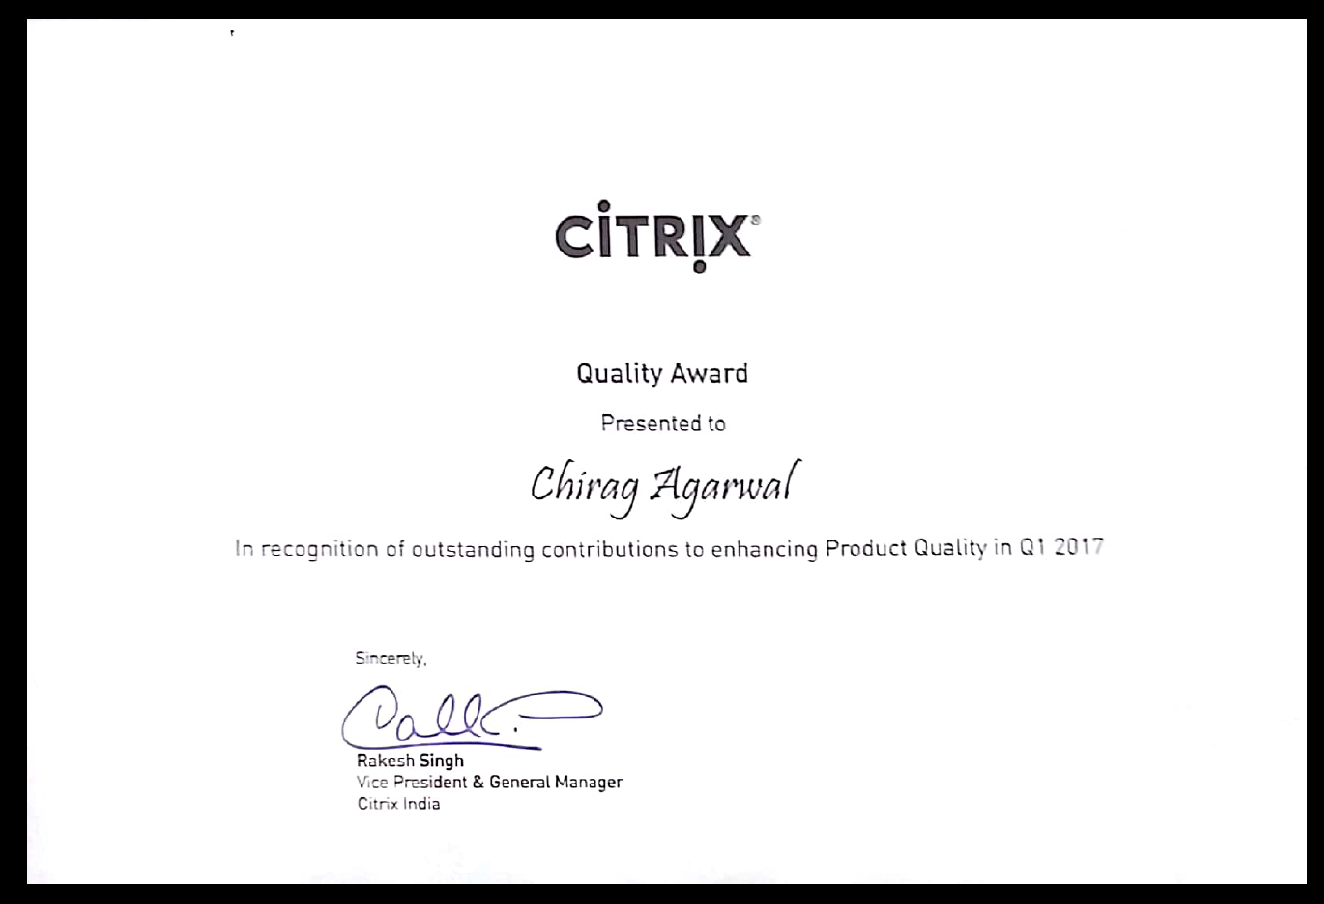 CITRIX®
Quality Award
Presented to
Chirag Agarwal
In recognition of outstanding contributions to enhancing Product Quality in Q1 2017
Sincerely,
Rakesh Singh
Vice President & General Manager
Citrix India